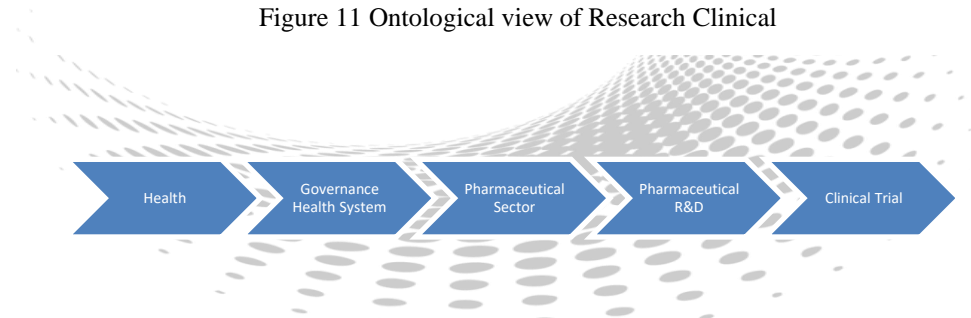 Figure 11 Ontological view of Research Clinical
Health
Governance
Health System
Pharmaceutical
Sector
Pharmaceutical
R&D
Clinical Trial